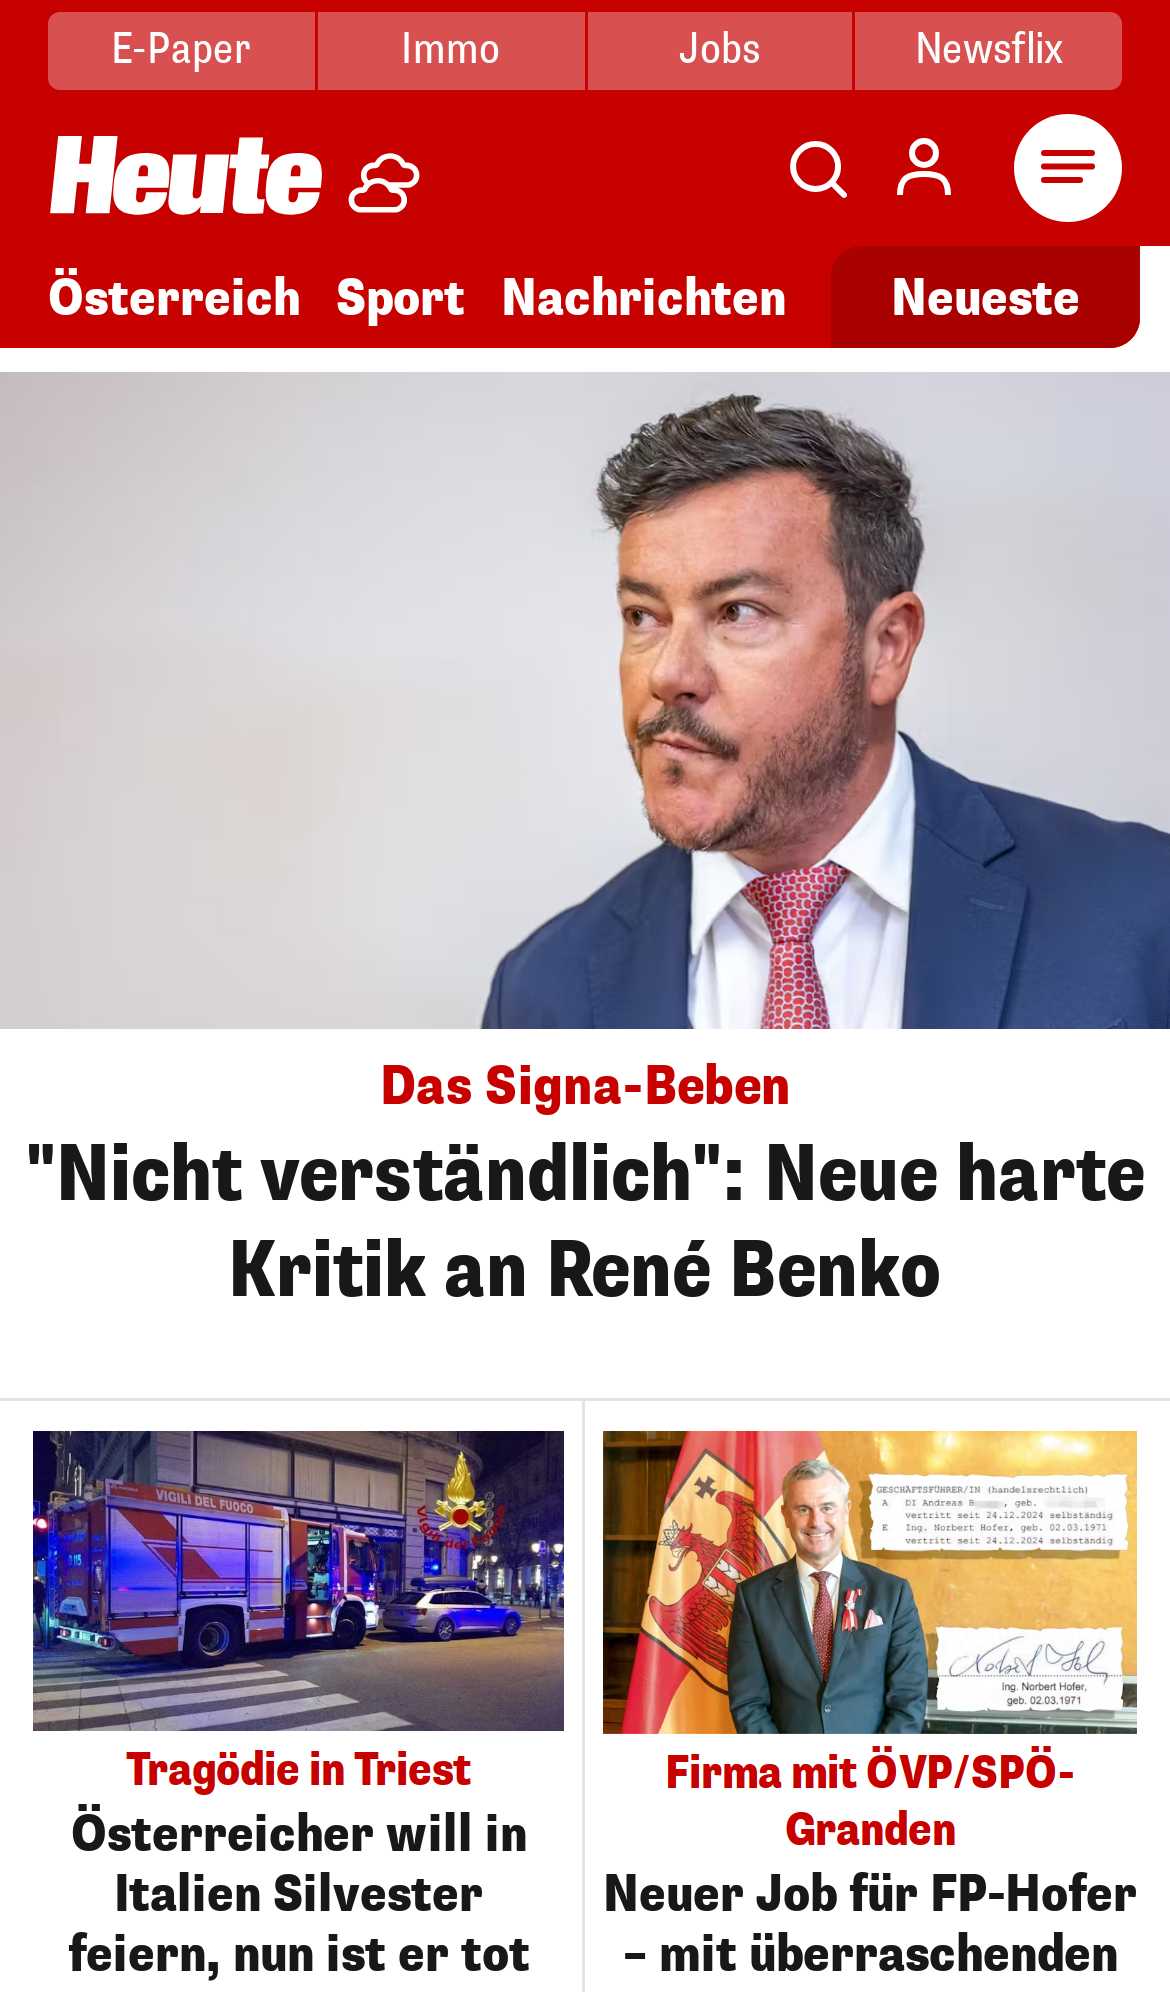 E-Paper
Immo
Jobs
Newsflix
Heute
Österreich
Sport
Nachrichten
Neueste
Das Signa-Beben
"Nicht verständlich": Neue harte
Kritik an René Benko
VIGILI DEL FUOCO
Tragödie in Triest
Österreicher will in
Italien Silvester
feiern, nun ist er tot
GESCHÄFTSFÜHRER/IN (handelsrechtlich)
A DI Andreas B , geb.
vertritt seit 24.12.2024 selbständig
E Ing. Norbert Hofer, geb. 02.03.1971
vertritt seit 24.12.2024 selbständig
Ing. Norbert Hofer,
geb. 02.03.1971
Firma mit ÖVP/SPÖ-
Granden
Neuer Job für FP-Hofer
– mit überraschenden